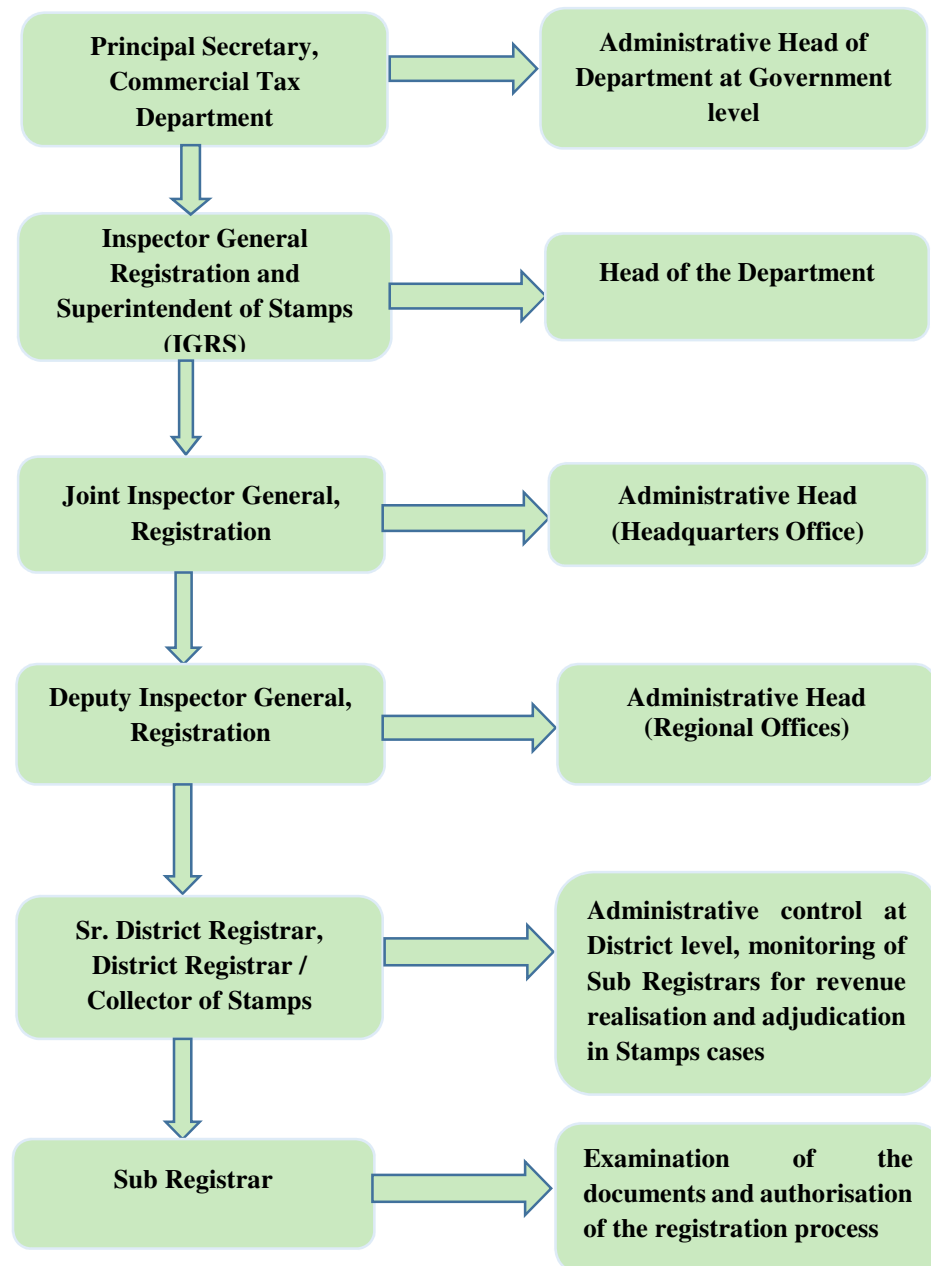 Principal Secretary,
Commercial Tax
Department
Administrative Head of
Department at Government
level
Inspector General
Registration and
Superintendent of Stamps
(IGRS)
Head of the Department
Joint Inspector General,
Registration
Administrative Head
(Headquarters Office)
Deputy Inspector General,
Registration
Administrative Head
(Regional Offices)
Sr. District Registrar,
District Registrar /
Collector of Stamps
Administrative control at
District level, monitoring of
Sub Registrars for revenue
realisation and adjudication
in Stamps cases
Sub Registrar
Examination of the
documents and authorisation
of the registration process